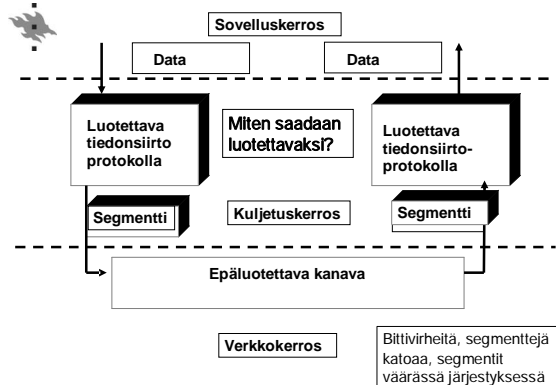 Sovelluskerros
Data
Data
Luotettava
tiedonsiirto
protokolla
Miten saadaan
luotettavaksi?
Luotettava
tiedonsiirto-
protokolla
Segmentti
Kuljetuskerros
Segmentti
Epäluotettava kanava
Verkkokerros
Bittivirheitä, segmenttejä
katoaa, segmentit
väärässä järjestyksessä